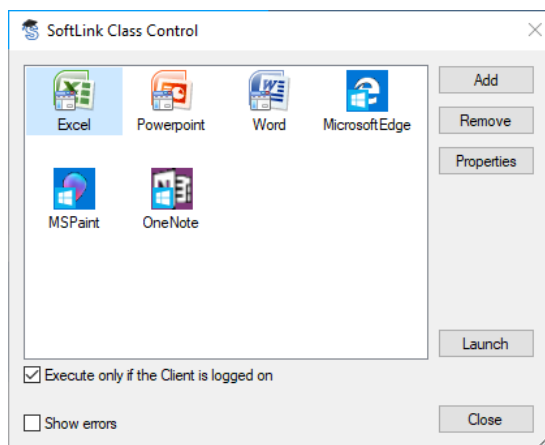 SoftLink Class Control
Excel
Powerpoint
Word
MicrosoftEdge
MSPaint
OneNote
Add
Remove
Properties
Launch
Execute only if the Client is logged on
Show errors
Close